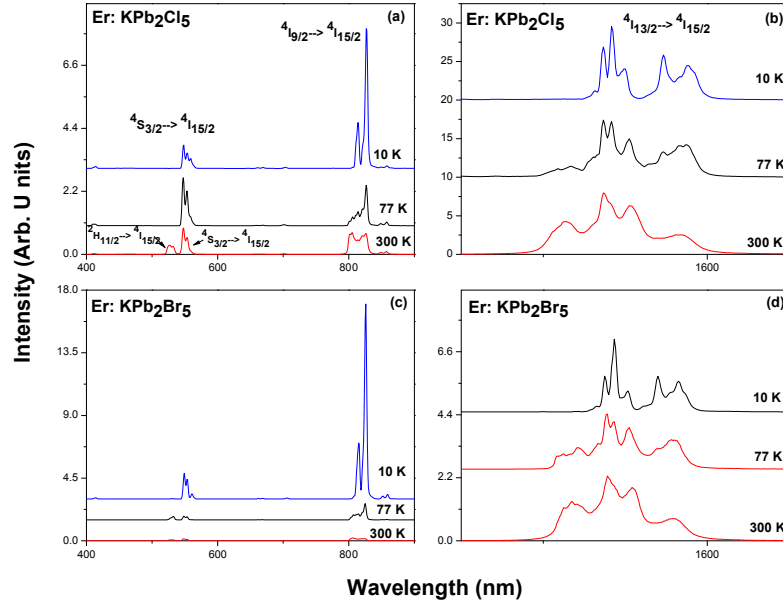 Er: KPb₂Cl₅
(a)
⁴I₉/₂--> ⁴I₁₅/₂
7.6
10 K
⁴S₃/₂--> ⁴I₁₅/₂
4.4
77 K
2.2
²H₁₁/₂--> ⁴I₁₅/₂
⁴S₃/₂--> ⁴I₁₅/₂
300 K
0.0
400
600
800
Er: KPb₂Cl₅
⁴I₁₃/₂--> ⁴I₁₅/₂
(b)
30
25
10 K
20
15
77 K
10
5
300 K
0
1600
Er: KPb₂Br₅
(c)
18.0
13.5
9.0
10 K
4.5
77 K
300 K
0.0
400
600
800
Er: KPb₂Br₅
(d)
6.6
10 K
4.4
77 K
2.2
300 K
0.0
1600
Intensity (Arb. U nits)
Wavelength (nm)